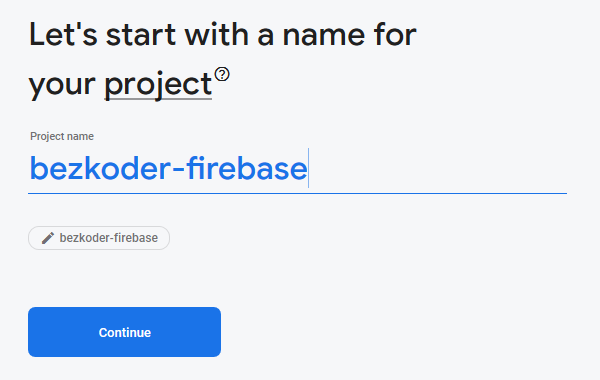 Let's start with a name for
your project
Project name
bezkoder-firebase
bezkoder-firebase
Continue